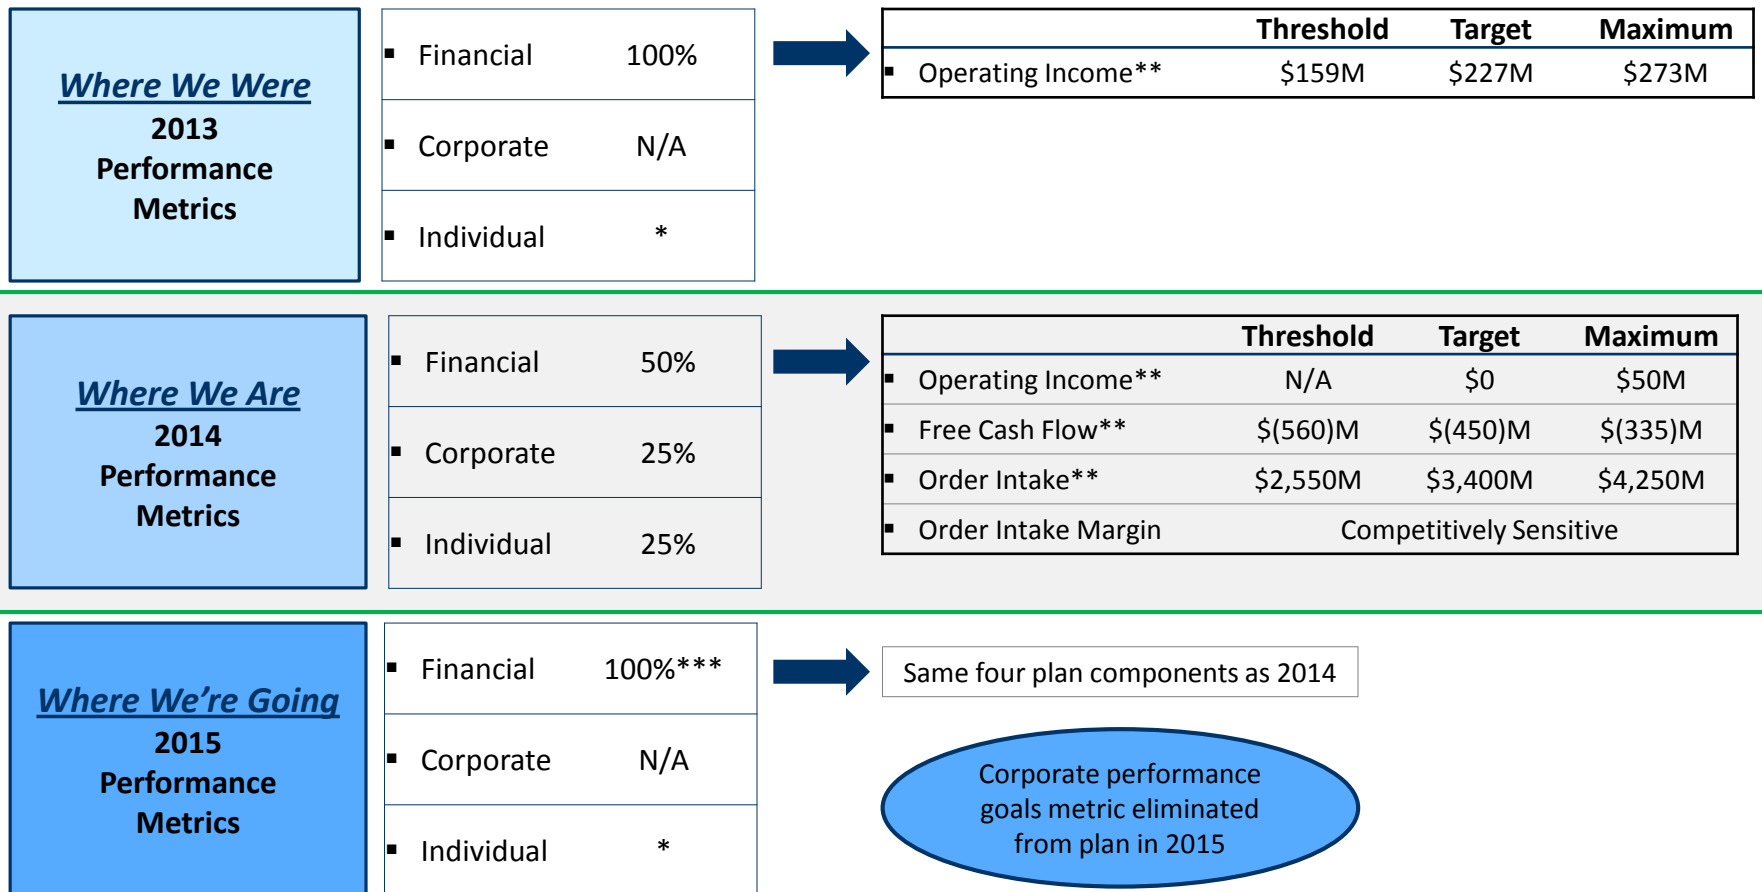 Where We Were
2013
Performance
Metrics
▪ Financial 100%
▪ Corporate N/A
▪ Individual *
Threshold Target Maximum
▪ Operating Income** $159M $227M $273M
Where We Are
2014
Performance
Metrics
▪ Financial 50%
▪ Corporate 25%
▪ Individual 25%
Threshold Target Maximum
▪ Operating Income** N/A $0 $50M
▪ Free Cash Flow** $(560)M $(450)M $(335)M
▪ Order Intake** $2,550M $3,400M $4,250M
▪ Order Intake Margin Competitively Sensitive
Where We’re Going
2015
Performance
Metrics
▪ Financial 100%***
▪ Corporate N/A
▪ Individual *
Same four plan components as 2014
Corporate performance
goals metric eliminated
from plan in 2015